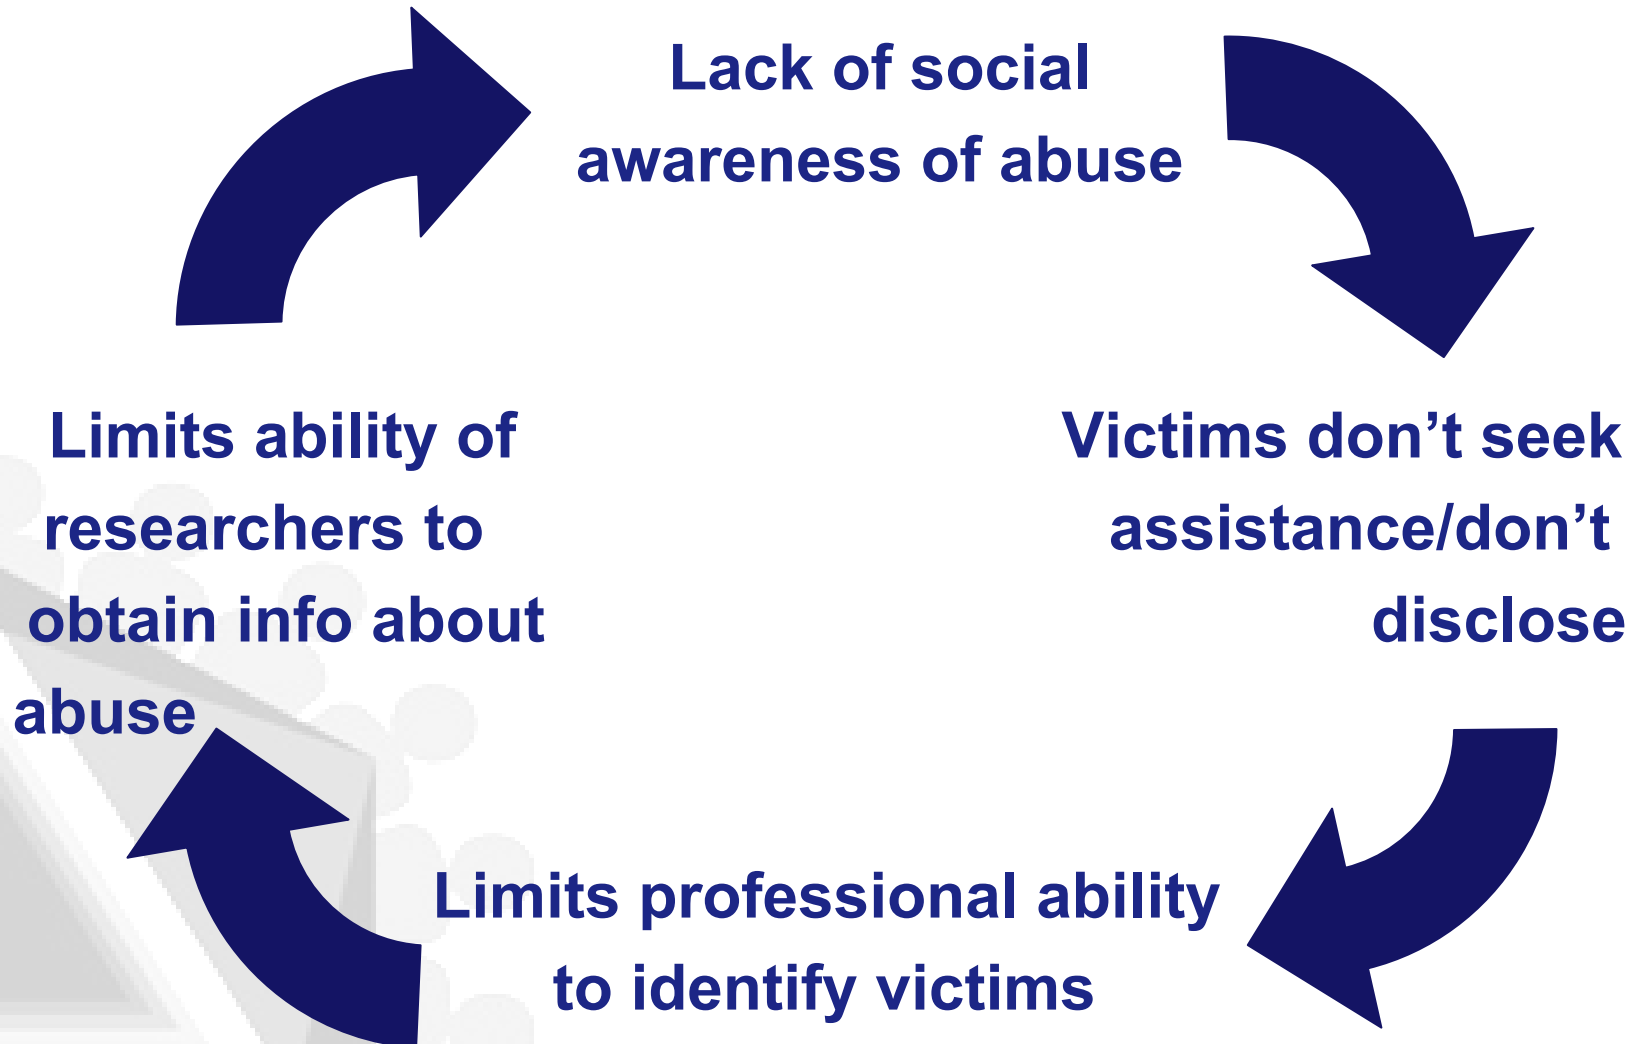 Lack of social
awareness of abuse
Victims don’t seek
assistance/don’t
disclose
Limits professional ability
to identify victims
Limits ability of
researchers to
obtain info about
abuse